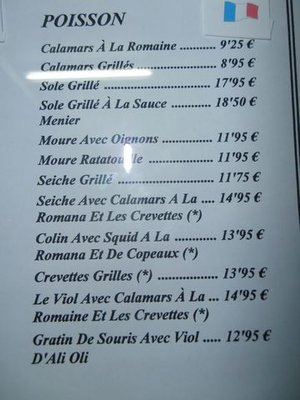 POISSON
Calamars À La Romaine ............ 9'25 €
Calamars Grillés ...................... 8'95 €
Sole Grillé ................................ 17'95 €
Sole Grillé À La Sauce ............ 18'50 €
Menier
Moure Avec Oignons ............... 11'95 €
Moure Ratatouille .................... 11'95 €
Seiche Grillé ............................ 11'75 €
Seiche Avec Calamars A La .... 14'95 €
Romana Et Les Crevettes (*)
Colin Avec Squid A La ............ 13'95 €
Romana Et De Copeaux (*)
Crevettes Grilles (*) ................. 13'95 €
Le Viol Avec Calamars À La ... 14'95 €
Romaine Et Les Crevettes (*)
Gratin De Souris Avec Viol ..... 12'95 €
D'Ali Oli